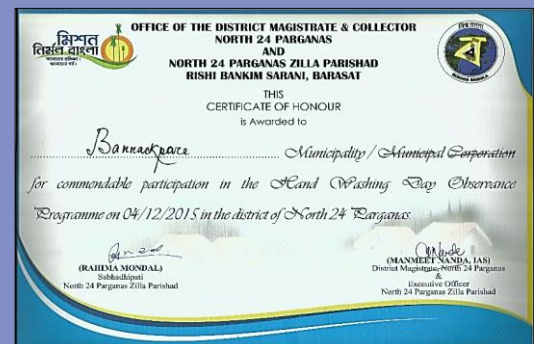 মিশন
নির্মল বাংলা
OFFICE OF THE DISTRICT MAGISTRATE & COLLECTOR
NORTH 24 PARGANAS
AND
NORTH 24 PARGANAS ZILLA PARISHAD
RISHI BANKIM SARANI, BARASAT
THIS
CERTIFICATE OF HONOUR
is Awarded to
Barrackpore Municipality / Municipal Corporation
for commendable participation in the Hand Washing Day Observance
Programme on 04/12/2015 in the district of North 24 Parganas.
(RAHIMA MONDAL)
Sabhadhipati
North 24 Parganas Zilla Parishad
(MANMEET NANDA, IAS)
District Magistrate, North 24 Parganas
&
Executive Officer
North 24 Parganas Zilla Parishad